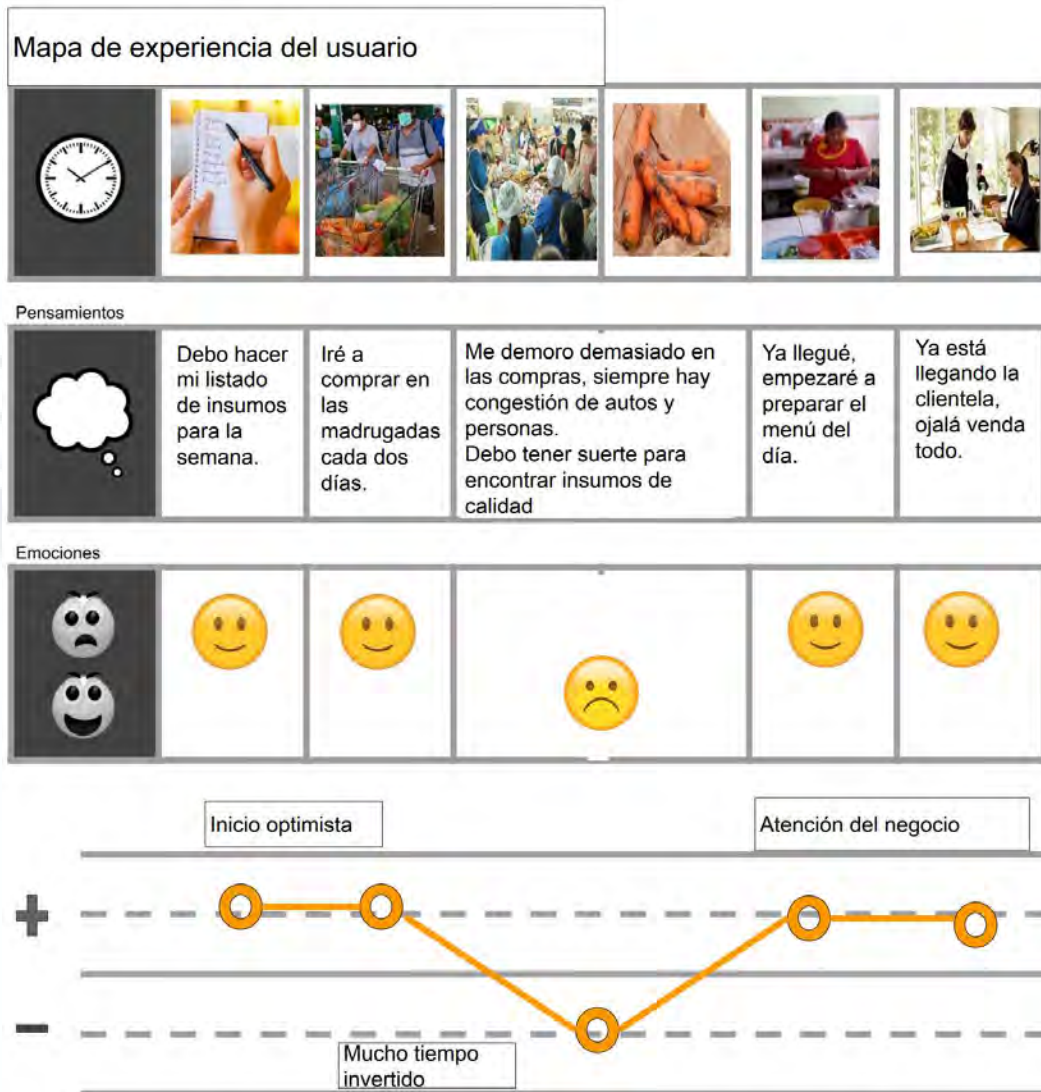 Mapa de experiencia del usuario
Pensamientos
Debo hacer
mi listado
de insumos
para la
semana.
Iré a
comprar en
las
madrugadas
cada dos
días.
Me demoro demasiado en
las compras, siempre hay
congestión de autos y
personas.
Debo tener suerte para
encontrar insumos de
calidad
Ya llegué,
empezaré a
preparar el
menú del
día.
Ya está
llegando la
clientela,
ojalá venda
todo.
Emociones
Inicio optimista
Atención del negocio
+
-
Mucho tiempo
invertido